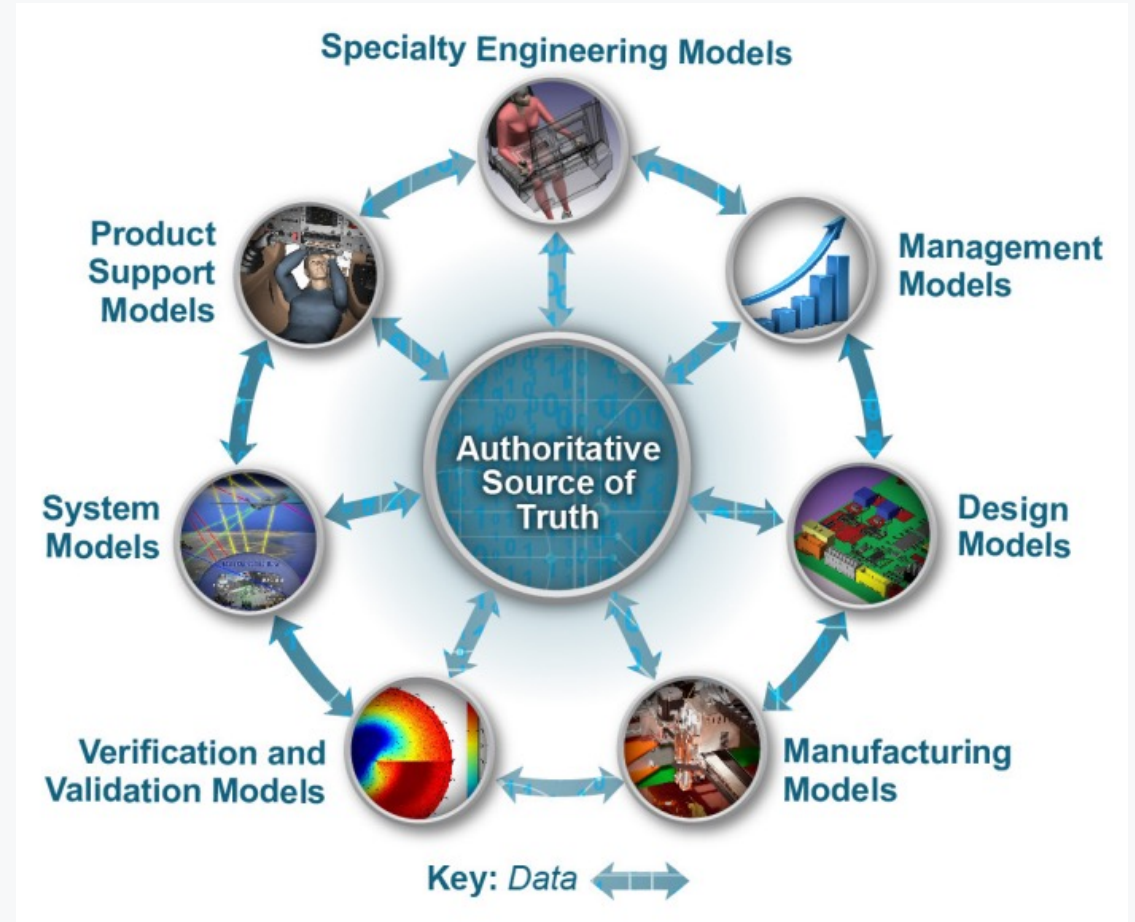 Specialty Engineering Models
Product
Support
Models
Management
Models
Authoritative
Source of
Truth
System
Models
Design
Models
Verification and
Validation Models
Manufacturing
Models
Key: Data